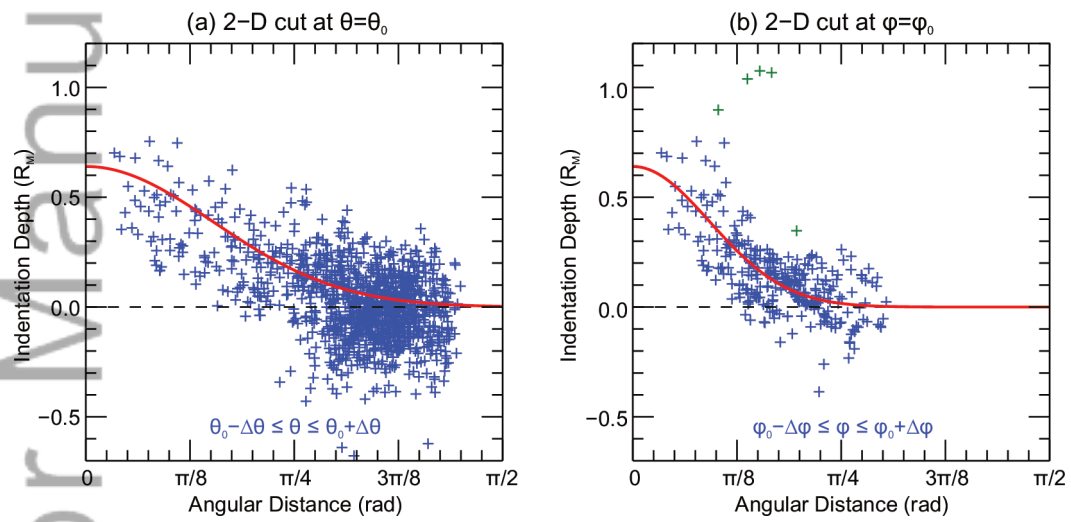 (a) 2−D cut at θ=θ₀
Indentation Depth (R_M)
1.0
0.5
0.0
−0.5
θ₀−Δθ ≤ θ ≤ θ₀+Δθ
0 π/8 π/4 3π/8 π/2
Angular Distance (rad)
(b) 2−D cut at φ=φ₀
Indentation Depth (R_M)
1.0
0.5
0.0
−0.5
φ₀−Δφ ≤ φ ≤ φ₀+Δφ
0 π/8 π/4 3π/8 π/2
Angular Distance (rad)
r Manu